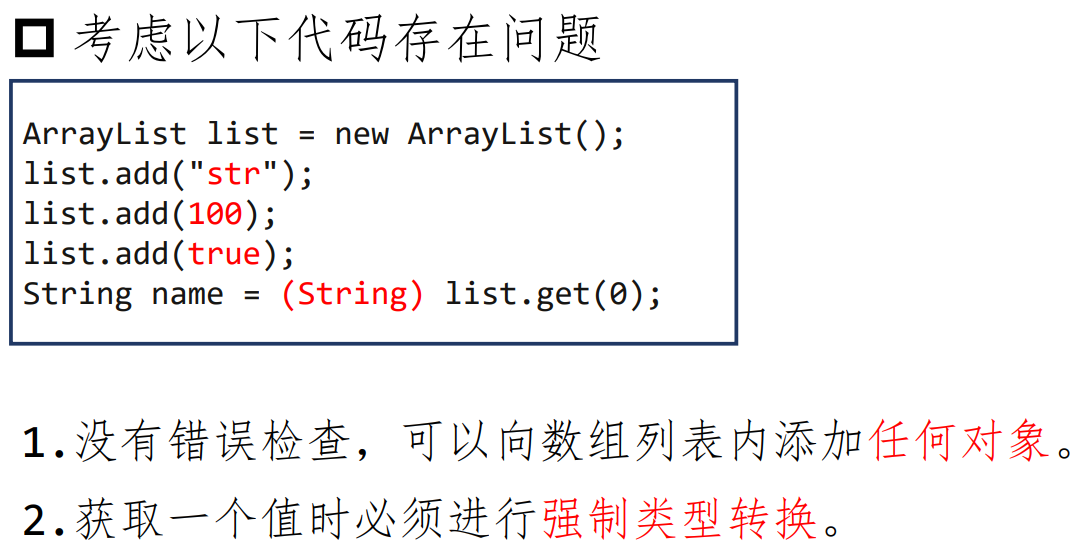 考虑以下代码存在问题
ArrayList list = new ArrayList();
list.add("str");
list.add(100);
list.add(true);
String name = (String) list.get(0);
1.没有错误检查，可以向数组列表内添加任何对象。
2.获取一个值时必须进行强制类型转换。